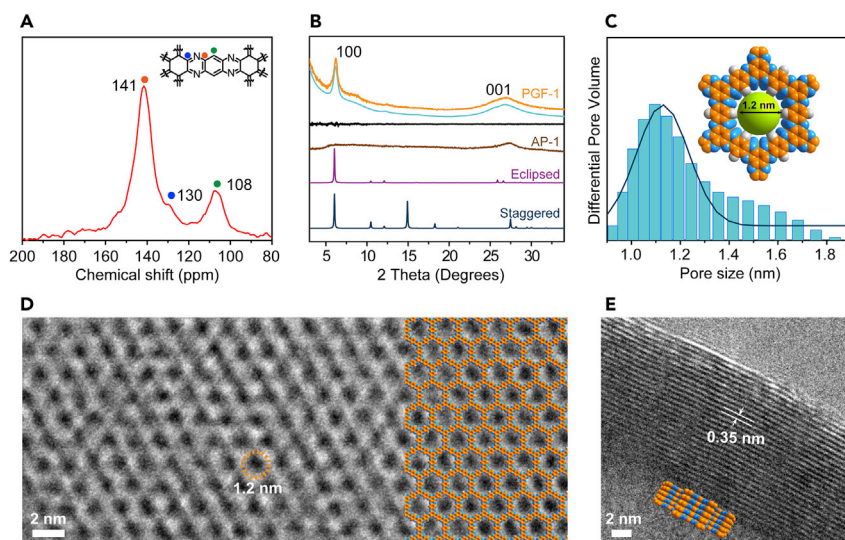 A
141
130
108
N
N
N
N
200 180 160 140 120 100 80
Chemical shift (ppm)
B
100
001
PGF-1
AP-1
Eclipsed
Staggered
5 10 15 20 25 30
2 Theta (Degrees)
C
1.2 nm
Differential Pore Volume
1.0 1.2 1.4 1.6 1.8
Pore size (nm)
D
1.2 nm
2 nm
E
0.35 nm
2 nm